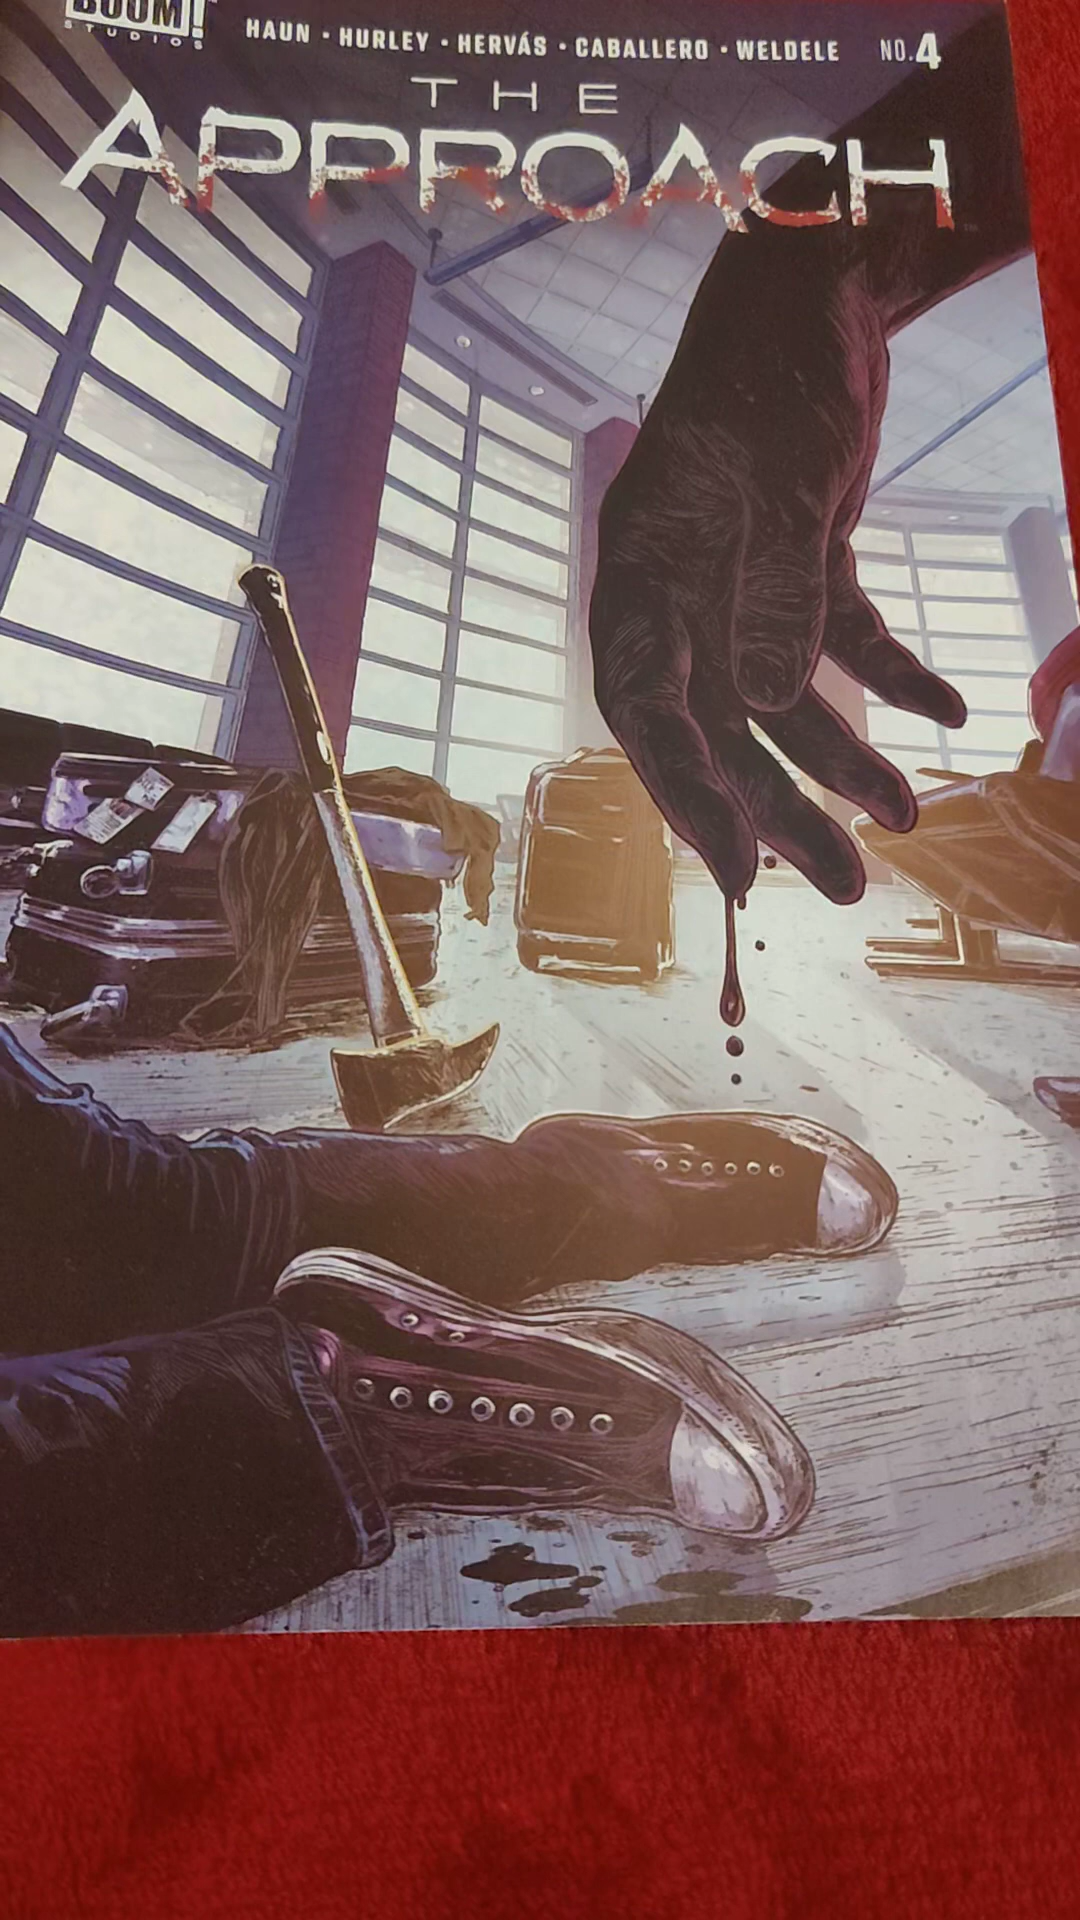 BOOM!
STUDIOS
HAUN • HURLEY • HERVÁS • CABALLERO • WELDELE NO.4
THE
APPROACH